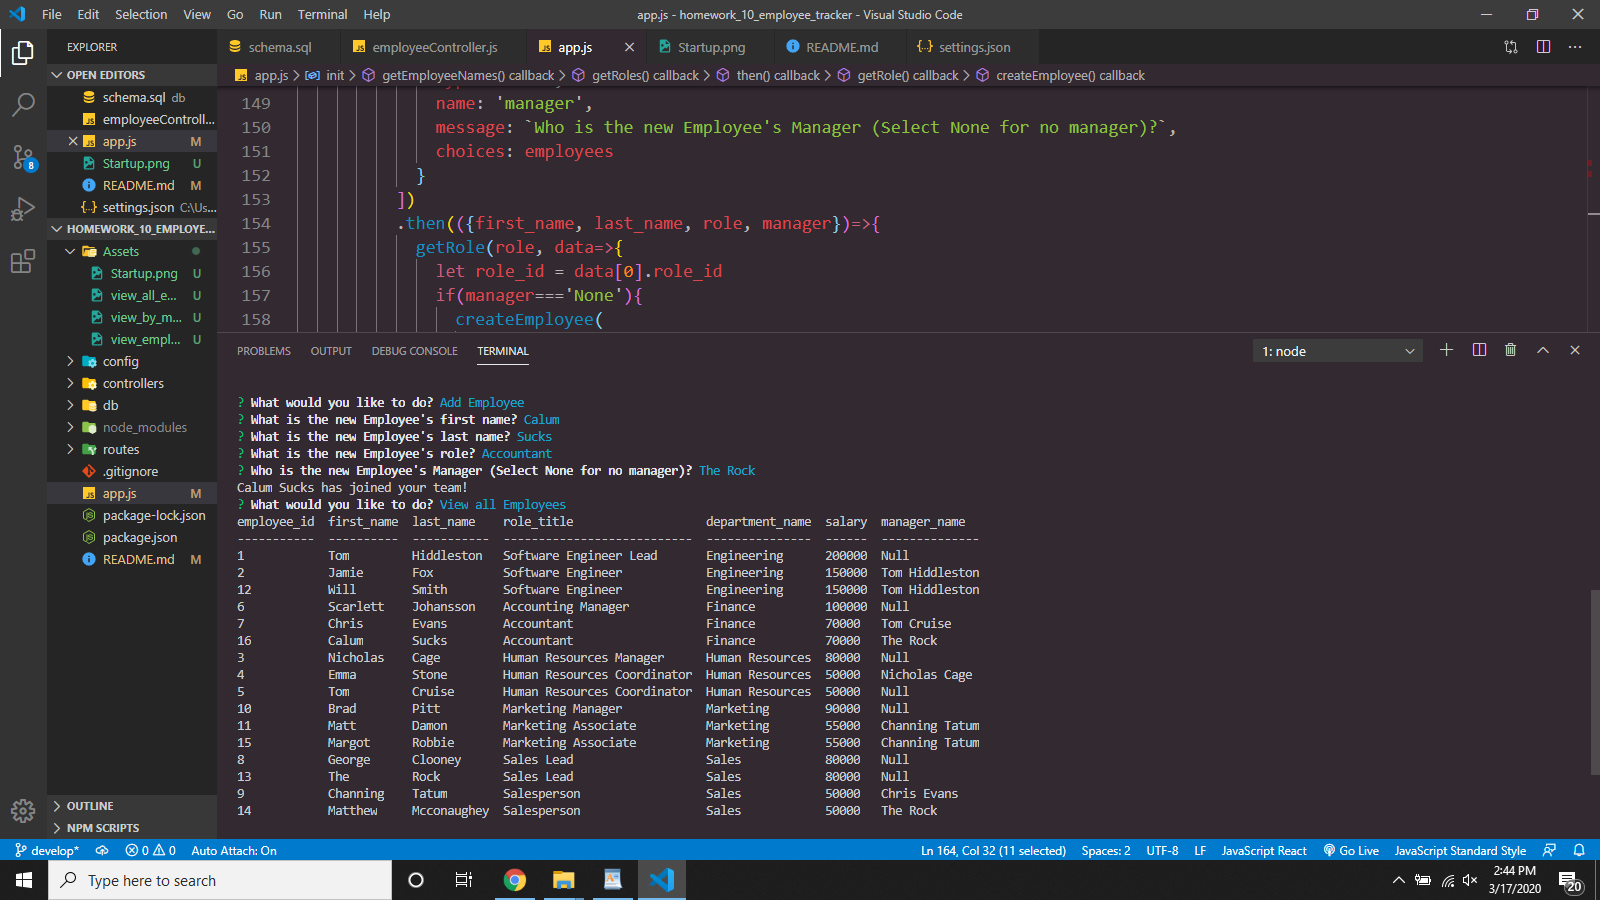 File Edit Selection View Go Run Terminal Help
app.js - homework_10_employee_tracker - Visual Studio Code
EXPLORER
schema.sql employeeController.js app.js Startup.png README.md settings.json
app.js > init > getEmployeeNames() callback > getRoles() callback > then() callback > getRole() callback > createEmployee() callback
OPEN EDITORS
schema.sql db
employeeControll...
app.js M
Startup.png U
README.md M
settings.json C:\Us...
HOMEWORK_10_EMPLOYE...
Assets
Startup.png U
view_all_e... U
view_by_m... U
view_empl... U
config
controllers
db
node_modules
routes
.gitignore
app.js M
package-lock.json
package.json
README.md M
OUTLINE
NPM SCRIPTS
8
149 name: 'manager',
150 message: `Who is the new Employee's Manager (Select None for no manager)?`,
151 choices: employees
152 }
153 ])
154 .then(({first_name, last_name, role, manager})=>{
155 getRole(role, data=>{
156 let role_id = data[0].role_id
157 if(manager==='None'){
158 createEmployee(
PROBLEMS OUTPUT DEBUG CONSOLE TERMINAL 1: node
? What would you like to do? Add Employee
? What is the new Employee's first name? Calum
? What is the new Employee's last name? Sucks
? What is the new Employee's role? Accountant
? Who is the new Employee's Manager (Select None for no manager)? The Rock
Calum Sucks has joined your team!
? What would you like to do? View all Employees
employee_id first_name last_name role_title department_name salary manager_name
----------- ---------- ----------- --------------------------- --------------- ------ --------------
1 Tom Hiddleston Software Engineer Lead Engineering 200000 Null
2 Jamie Fox Software Engineer Engineering 150000 Tom Hiddleston
12 Will Smith Software Engineer Engineering 150000 Tom Hiddleston
6 Scarlett Johansson Accounting Manager Finance 100000 Null
7 Chris Evans Accountant Finance 70000 Tom Cruise
16 Calum Sucks Accountant Finance 70000 The Rock
3 Nicholas Cage Human Resources Manager Human Resources 80000 Null
4 Emma Stone Human Resources Coordinator Human Resources 50000 Nicholas Cage
5 Tom Cruise Human Resources Coordinator Human Resources 50000 Null
10 Brad Pitt Marketing Manager Marketing 90000 Null
11 Matt Damon Marketing Associate Marketing 55000 Channing Tatum
15 Margot Robbie Marketing Associate Marketing 55000 Channing Tatum
8 George Clooney Sales Lead Sales 80000 Null
13 The Rock Sales Lead Sales 80000 Null
9 Channing Tatum Salesperson Sales 50000 Chris Evans
14 Matthew Mcconaughey Salesperson Sales 50000 The Rock
develop* 0 0 Auto Attach: On Ln 164, Col 32 (11 selected) Spaces: 2 UTF-8 LF JavaScript React Go Live JavaScript Standard Style
Type here to search
2:44 PM
3/17/2020
20